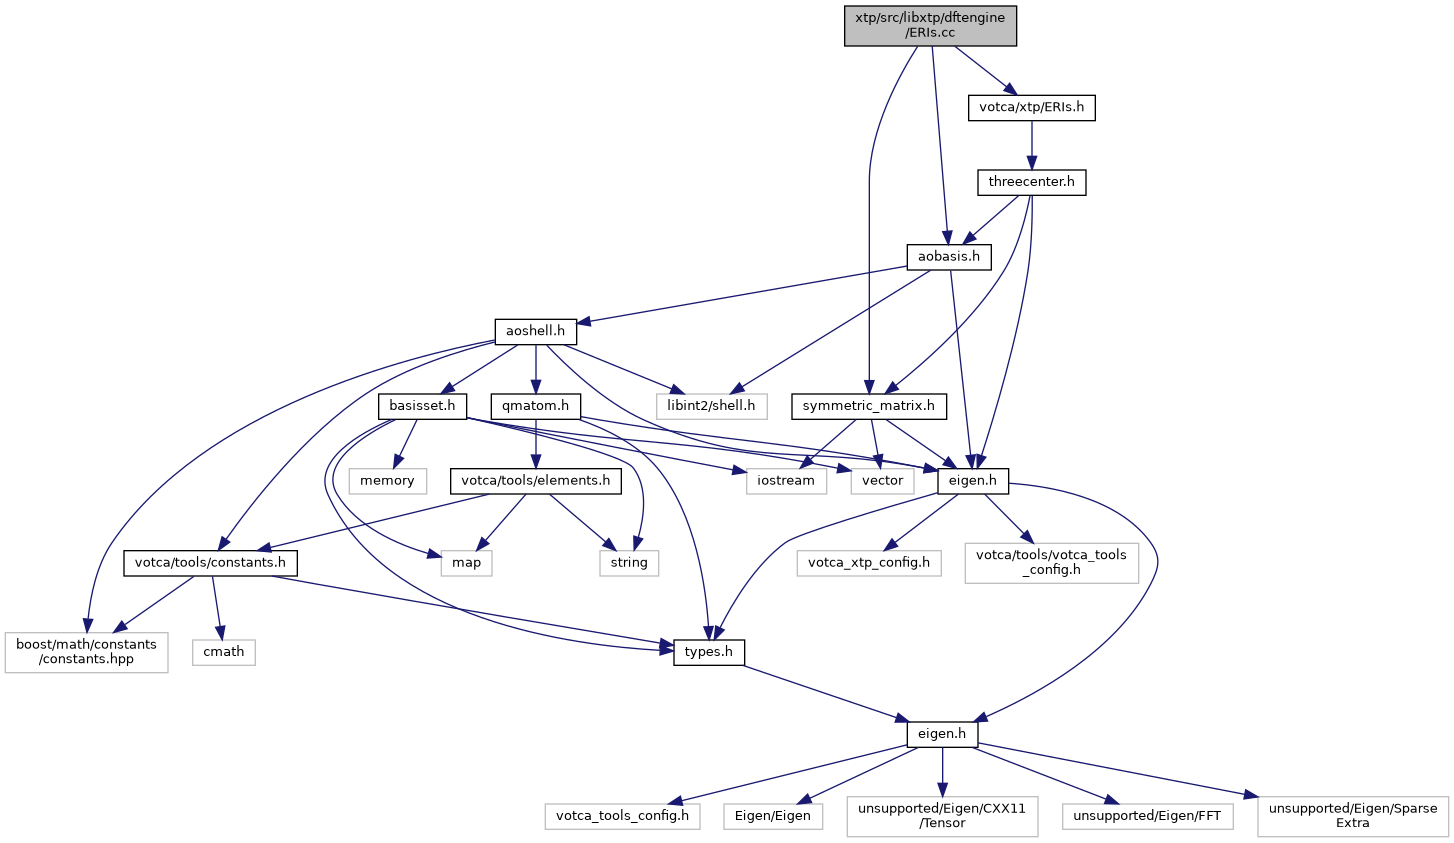 xtp/src/libxtp/dftengine
/ERIs.cc
votca/xtp/ERIs.h
threecenter.h
aobasis.h
aoshell.h
basisset.h
qmatom.h
libint2/shell.h
symmetric_matrix.h
memory
votca/tools/elements.h
iostream
vector
eigen.h
votca/tools/constants.h
map
string
votca_xtp_config.h
votca/tools/votca_tools
_config.h
boost/math/constants
/constants.hpp
cmath
types.h
eigen.h
votca_tools_config.h
Eigen/Eigen
unsupported/Eigen/CXX11
/Tensor
unsupported/Eigen/FFT
unsupported/Eigen/Sparse
Extra